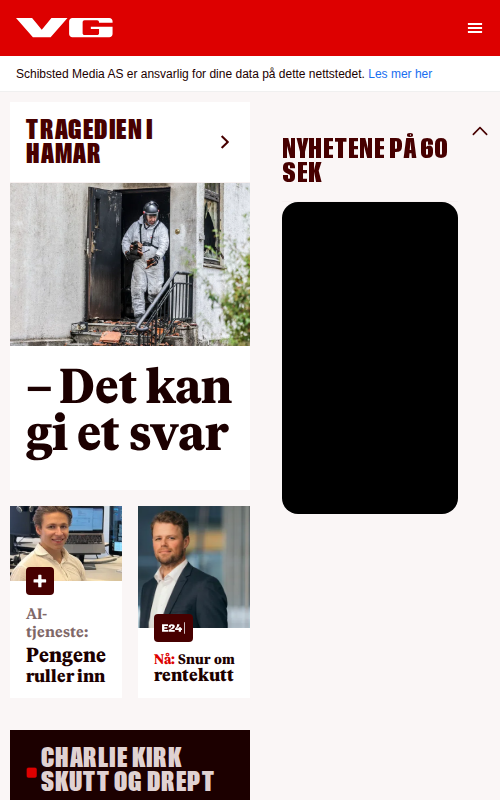 VG
Schibsted Media AS er ansvarlig for dine data på dette nettstedet. Les mer her
TRAGEDIEN I
HAMAR
– Det kan
gi et svar
AI-
tjeneste:
Pengene
ruller inn
E24
Nå: Snur om
rentekutt
CHARLIE KIRK
SKUTT OG DREPT
NYHETENE PÅ 60
SEK